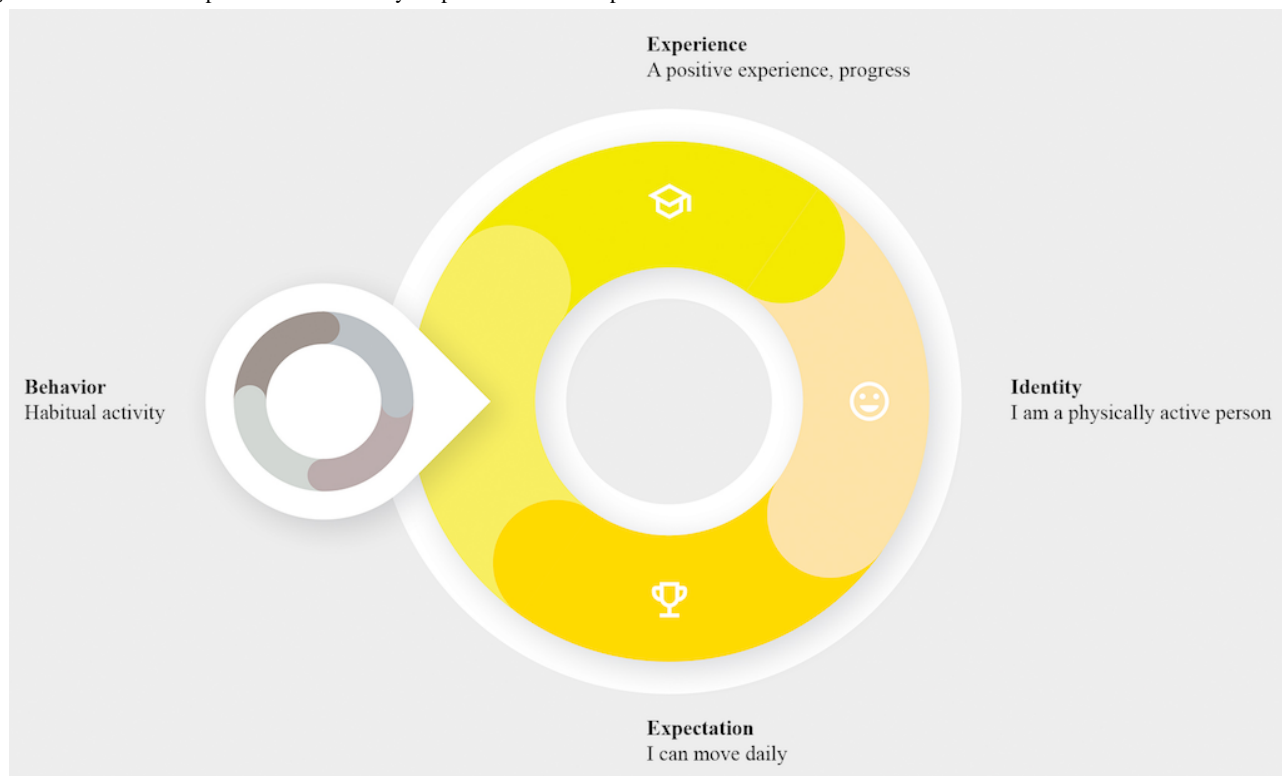 Experience
A positive experience, progress
Behavior
Habitual activity
Identity
I am a physically active person
Expectation
I can move daily